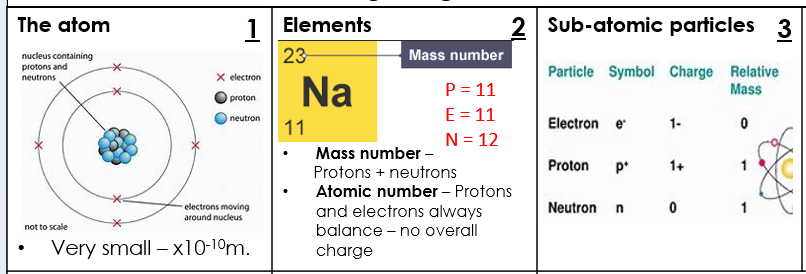 The atom 1
nucleus containing
protons and
neutrons
electron
proton
neutron
electrons moving
around nucleus
not to scale
• Very small – x10⁻¹⁰m.
Elements 2
23
Mass number
Na
11
P = 11
E = 11
N = 12
• Mass number –
Protons + neutrons
• Atomic number – Protons
and electrons always
balance – no overall
charge
Sub-atomic particles 3
Particle Symbol Charge Relative
Mass
Electron e⁻ 1- 0
Proton p⁺ 1+ 1
Neutron n 0 1